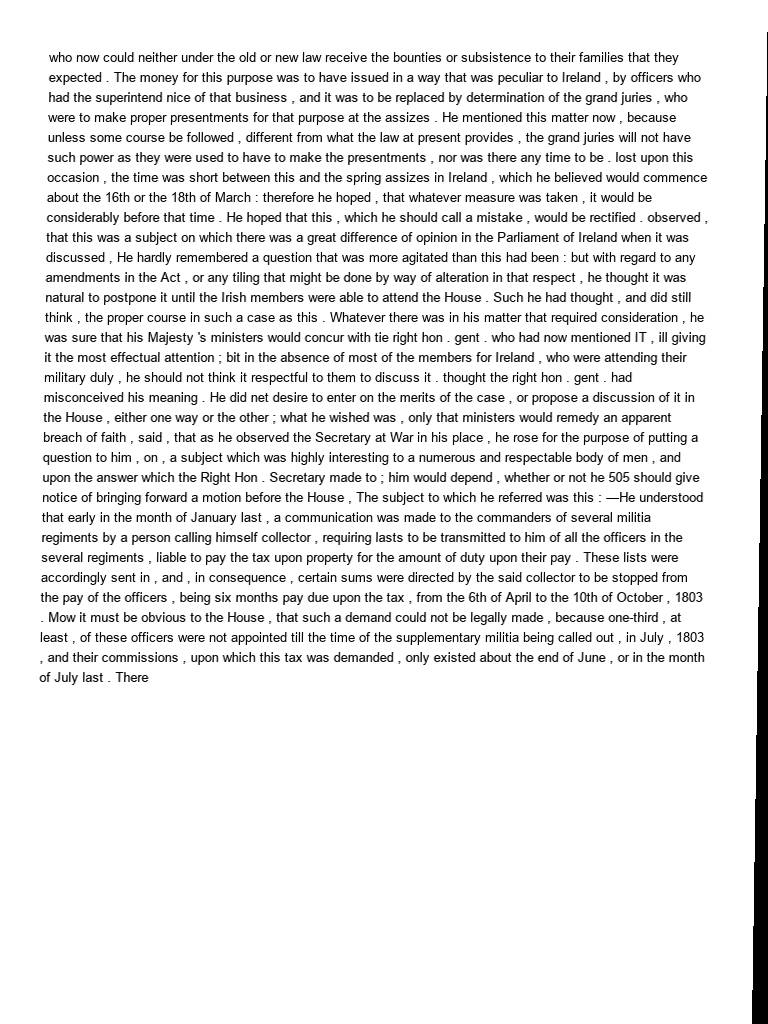 who now could neither under the old or new law receive the bounties or subsistence to their families that they
expected . The money for this purpose was to have issued in a way that was peculiar to Ireland , by officers who
had the superintend nice of that business , and it was to be replaced by determination of the grand juries , who
were to make proper presentments for that purpose at the assizes . He mentioned this matter now , because
unless some course be followed , different from what the law at present provides , the grand juries will not have
such power as they were used to have to make the presentments , nor was there any time to be . lost upon this
occasion , the time was short between this and the spring assizes in Ireland , which he believed would commence
about the 16th or the 18th of March : therefore he hoped , that whatever measure was taken , it would be
considerably before that time . He hoped that this , which he should call a mistake , would be rectified . observed ,
that this was a subject on which there was a great difference of opinion in the Parliament of Ireland when it was
discussed , He hardly remembered a question that was more agitated than this had been : but with regard to any
amendments in the Act , or any tiling that might be done by way of alteration in that respect , he thought it was
natural to postpone it until the Irish members were able to attend the House . Such he had thought , and did still
think , the proper course in such a case as this . Whatever there was in his matter that required consideration , he
was sure that his Majesty 's ministers would concur with tie right hon . gent . who had now mentioned IT , ill giving
it the most effectual attention ; bit in the absence of most of the members for Ireland , who were attending their
military duly , he should not think it respectful to them to discuss it . thought the right hon . gent . had
misconceived his meaning . He did net desire to enter on the merits of the case , or propose a discussion of it in
the House , either one way or the other ; what he wished was , only that ministers would remedy an apparent
breach of faith , said , that as he observed the Secretary at War in his place , he rose for the purpose of putting a
question to him , on , a subject which was highly interesting to a numerous and respectable body of men , and
upon the answer which the Right Hon . Secretary made to ; him would depend , whether or not he 505 should give
notice of bringing forward a motion before the House , The subject to which he referred was this : —He understood
that early in the month of January last , a communication was made to the commanders of several militia
regiments by a person calling himself collector , requiring lasts to be transmitted to him of all the officers in the
several regiments , liable to pay the tax upon property for the amount of duty upon their pay . These lists were
accordingly sent in , and , in consequence , certain sums were directed by the said collector to be stopped from
the pay of the officers , being six months pay due upon the tax , from the 6th of April to the 10th of October , 1803
. Mow it must be obvious to the House , that such a demand could not be legally made , because one-third , at
least , of these officers were not appointed till the time of the supplementary militia being called out , in July , 1803
, and their commissions , upon which this tax was demanded , only existed about the end of June , or in the month
of July last . There